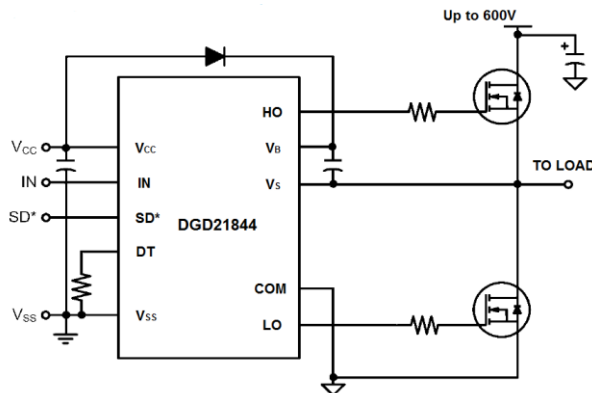 Up to 600V
+
HO
VCC
VCC
VB
IN
IN
VS
TO LOAD
SD*
SD*
DGD21844
DT
COM
VSS
VSS
LO